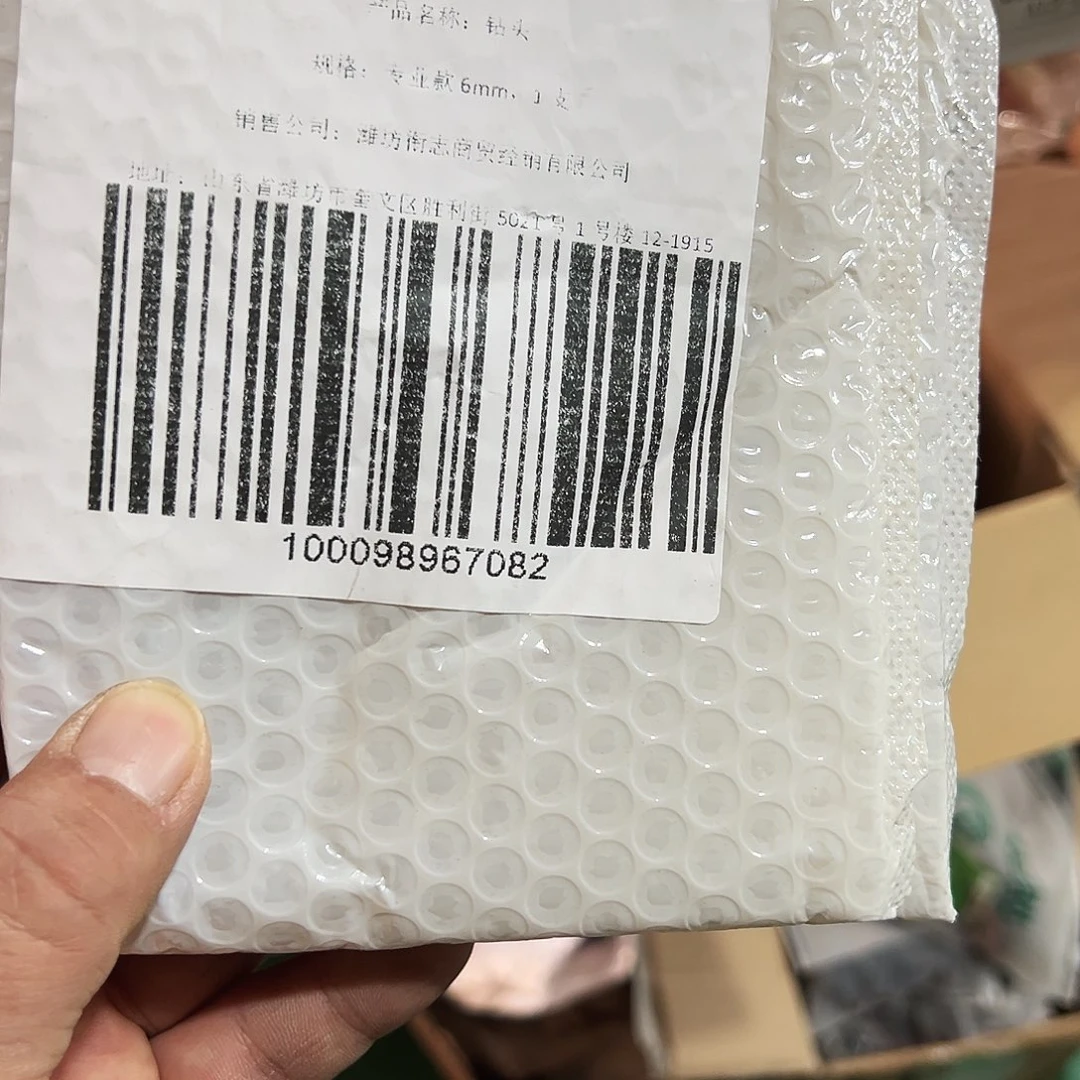 产品名称：钻头
规格：专业款 6mm，1 支
销售公司：潍坊衔志商贸经销有限公司
地址：山东省潍坊市奎文区胜利街 5021 号 1 号楼 12-1915
100098967082